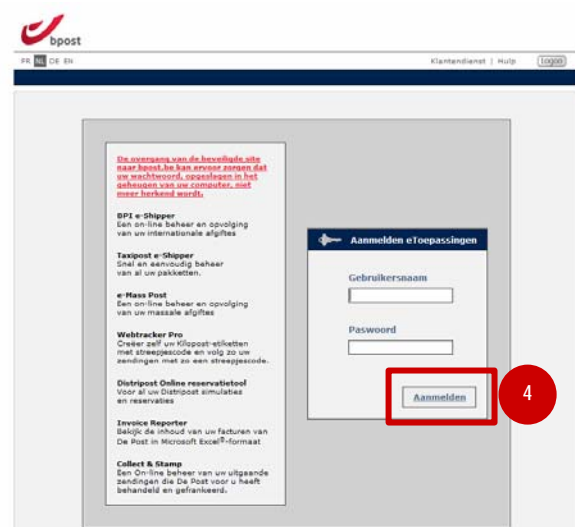 bpost
FR NL DE EN
Klantendienst | Hulp
Logon
De overgang van de beveiligde site
naar bpost.be kan ervoor zorgen dat
uw wachtwoord, opgeslagen in het
geheugen van uw computer, niet
meer herkend wordt.
BPI e-Shipper
Een on-line beheer en opvolging
van uw internationale afgiftes
Taxipost e-Shipper
Snel en eenvoudig beheer
van al uw pakketten.
e-Mass Post
Een on-line beheer en opvolging
van uw massale afgiftes
Webtracker Pro
Creëer zelf uw Kilopost-etiketten
met streepjescode en volg zo uw
zendingen met zo een streepjescode.
Distripost Online reservatietool
Voor al uw Distripost simulaties
en reservaties
Invoice Reporter
Bekijk de inhoud van uw facturen van
De Post in Microsoft Excel®-formaat
Collect & Stamp
Een On-line beheer van uw uitgaande
zendingen die De Post voor u heeft
behandeld en gefrankeerd.
Aanmelden eToepassingen
Gebruikersnaam
Paswoord
Aanmelden
4